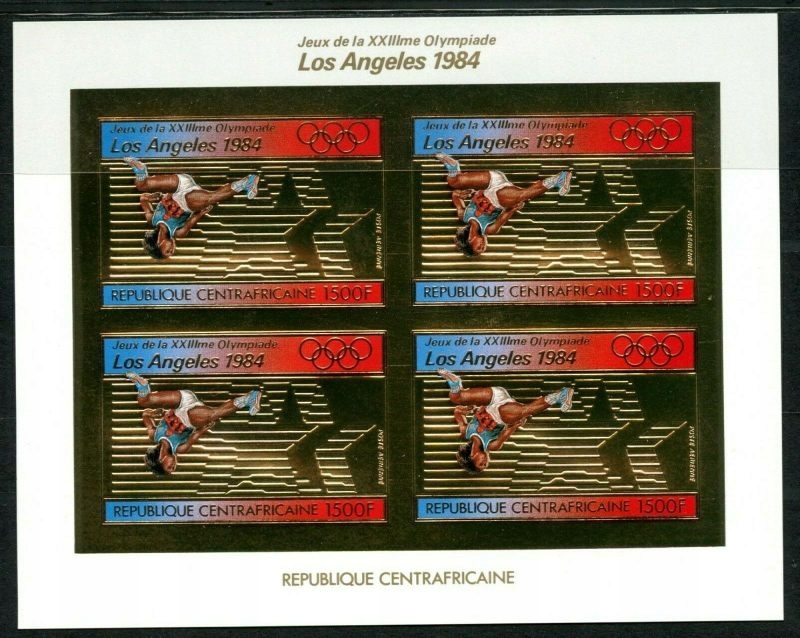 Jeux de la XXIIIme Olympiade
Los Angeles 1984
Jeux de la XXIIIme Olympiade
Los Angeles 1984
POSTE AERIENNE
REPUBLIQUE CENTRAFRICAINE 1500F
Jeux de la XXIIIme Olympiade
Los Angeles 1984
POSTE AERIENNE
REPUBLIQUE CENTRAFRICAINE 1500F
Jeux de la XXIIIme Olympiade
Los Angeles 1984
POSTE AERIENNE
REPUBLIQUE CENTRAFRICAINE 1500F
Jeux de la XXIIIme Olympiade
Los Angeles 1984
POSTE AERIENNE
REPUBLIQUE CENTRAFRICAINE 1500F
REPUBLIQUE CENTRAFRICAINE